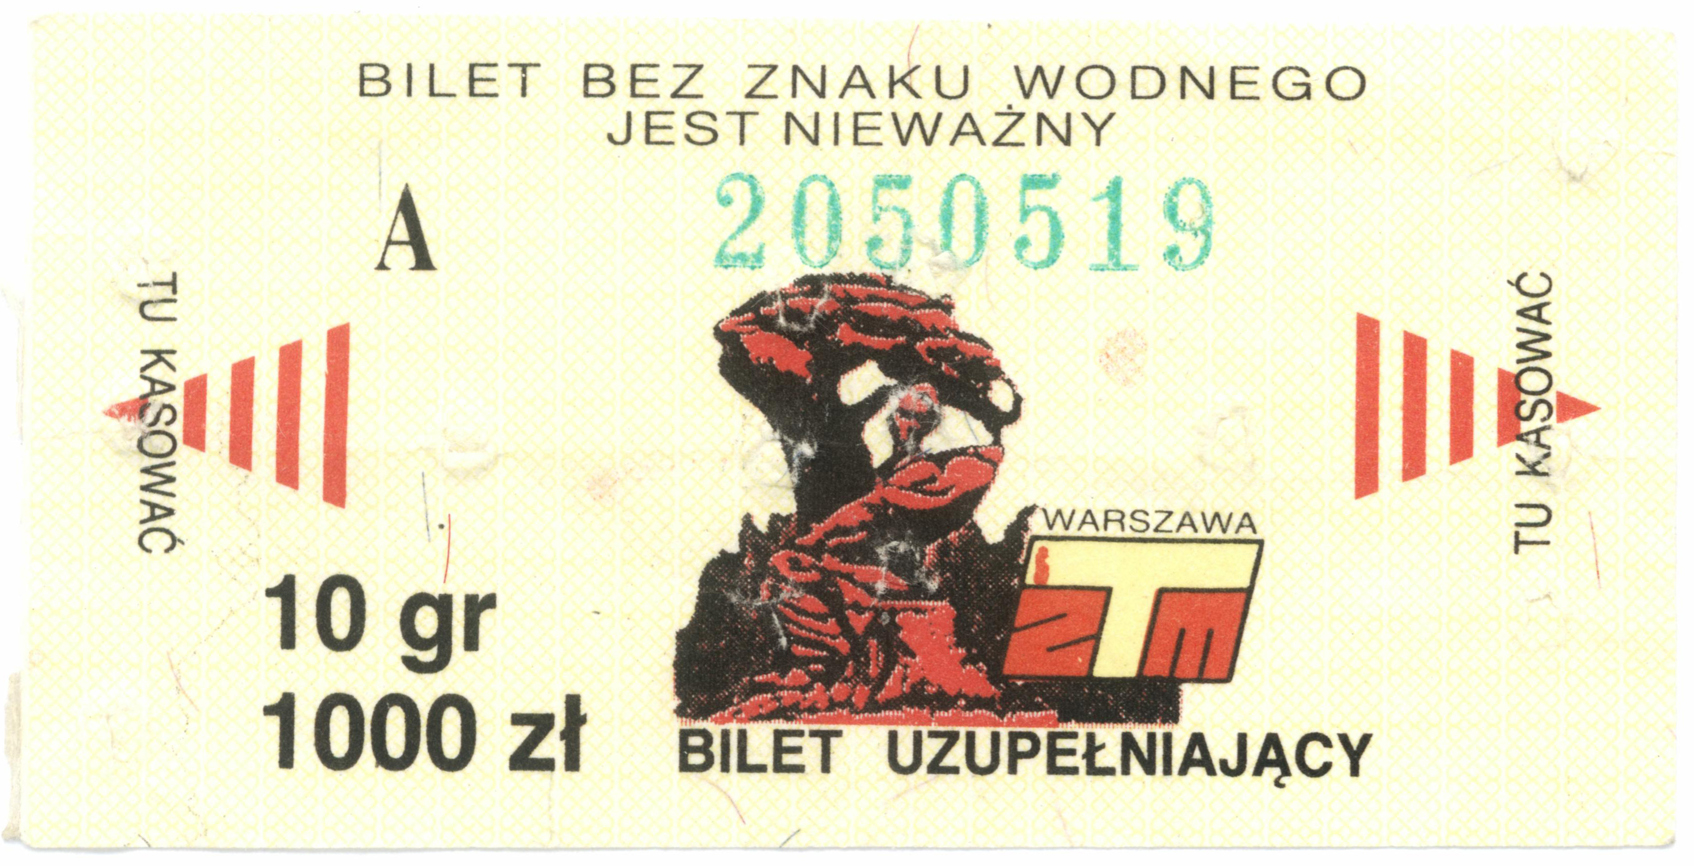 BILET BEZ ZNAKU WODNEGO
JEST NIEWAŻNY
A
2050519
TU KASOWAĆ
TU KASOWAĆ
10 gr
1000 zł
WARSZAWA
ZTM
BILET UZUPEŁNIAJĄCY